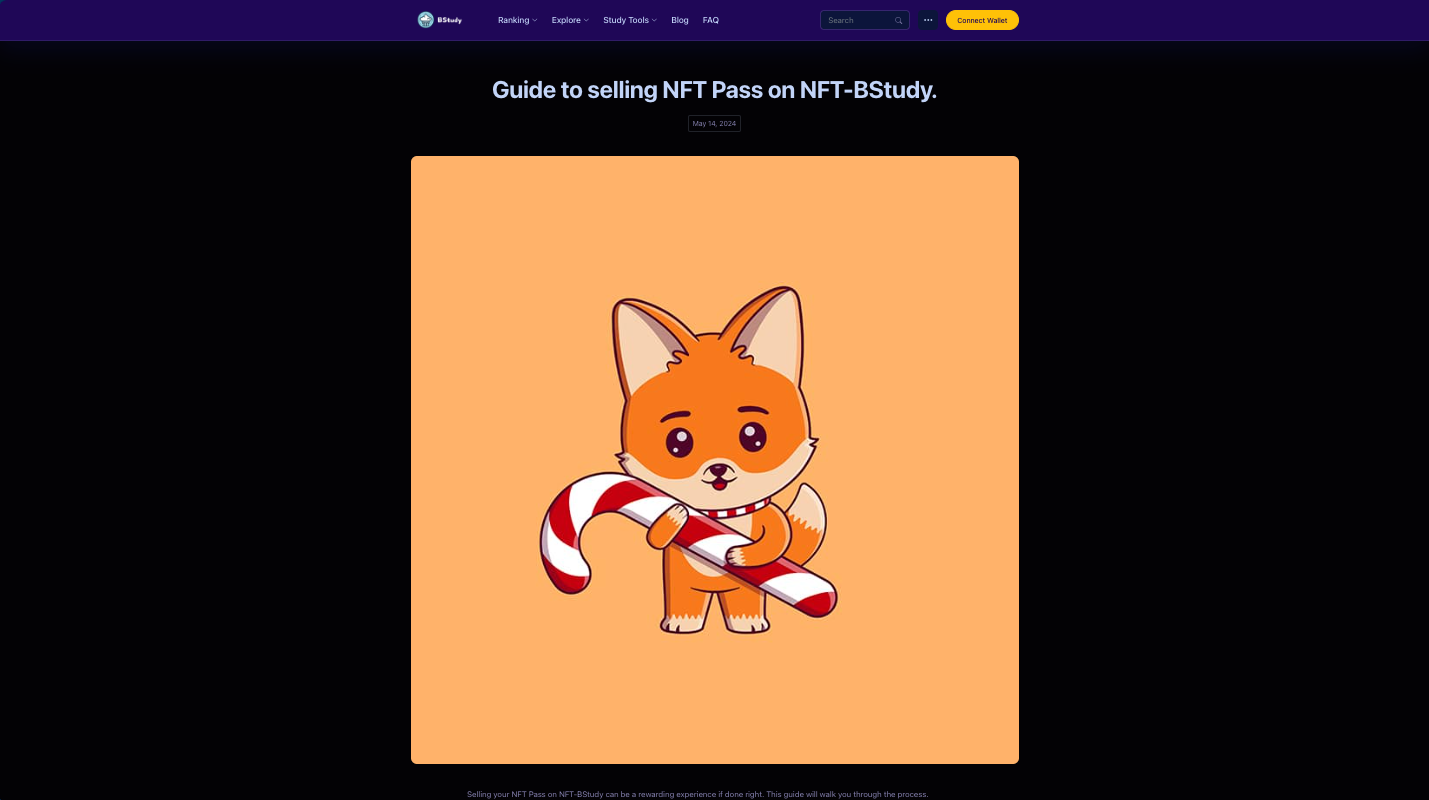 BStudy
Ranking
Explore
Study Tools
Blog
FAQ
Search
Connect Wallet
Guide to selling NFT Pass on NFT-BStudy.
May 14, 2024
Selling your NFT Pass on NFT-BStudy can be a rewarding experience if done right. This guide will walk you through the process.